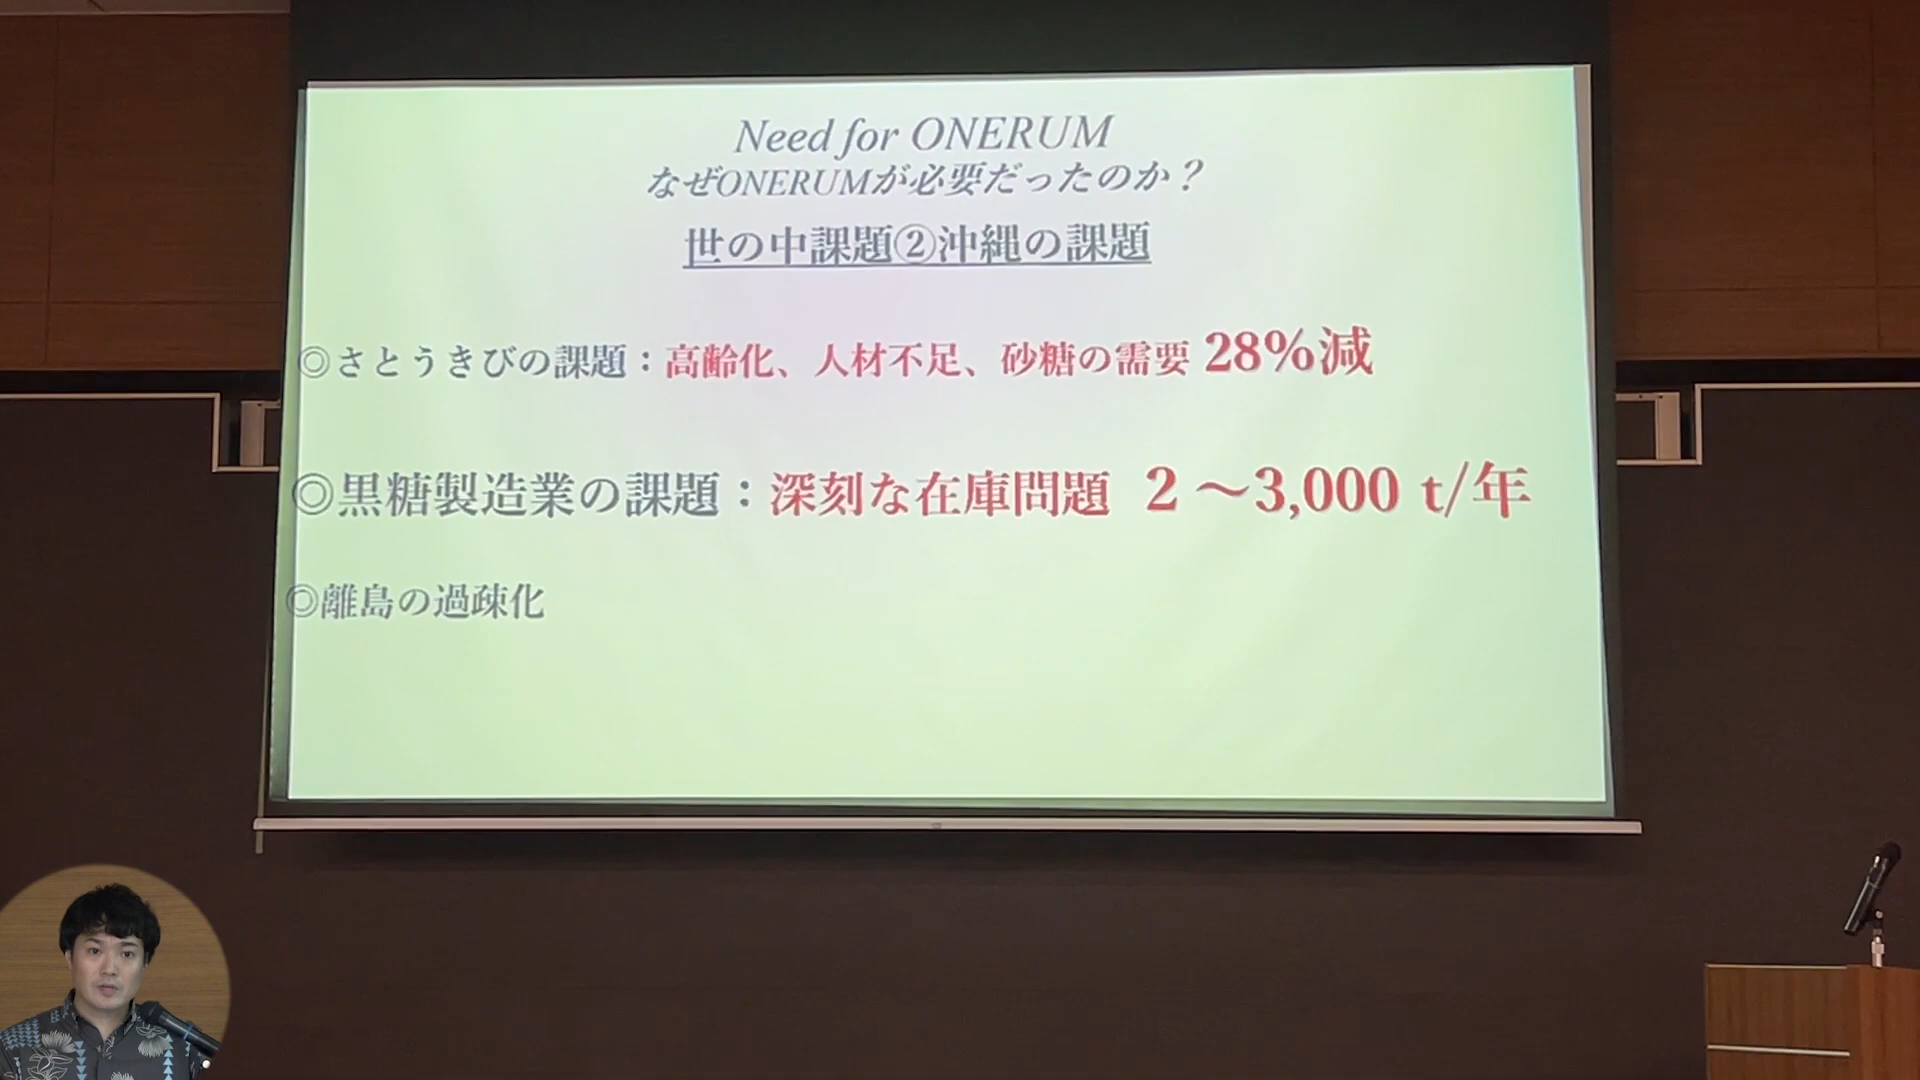 Need for ONERUM
なぜONERUMが必要だったのか？
世の中課題②沖縄の課題
◎さとうきびの課題：高齢化、人材不足、砂糖の需要 28%減
◎黒糖製造業の課題：深刻な在庫問題 2～3,000 t/年
◎離島の過疎化